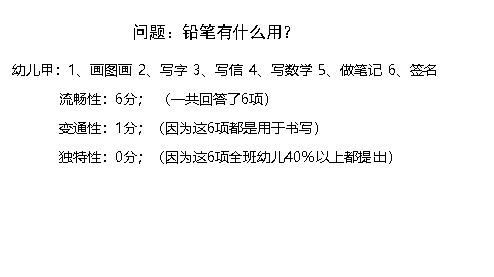 问题：铅笔有什么用？
幼儿甲：1、画图画 2、写字 3、写信 4、写数学 5、做笔记 6、签名
流畅性：6分； （一共回答了6项）
变通性：1分；（因为这6项都是用于书写）
独特性：0分；（因为这6项全班幼儿40%以上都提出）